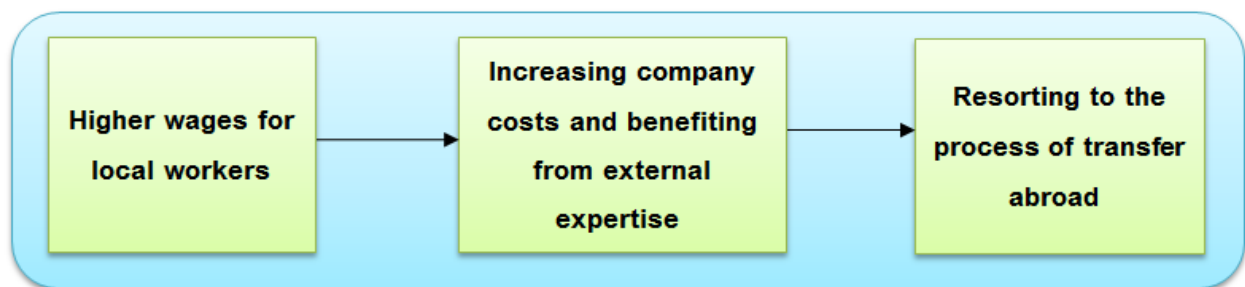 Higher wages for
local workers
Increasing company
costs and benefiting
from external
expertise
Resorting to the
process of transfer
abroad